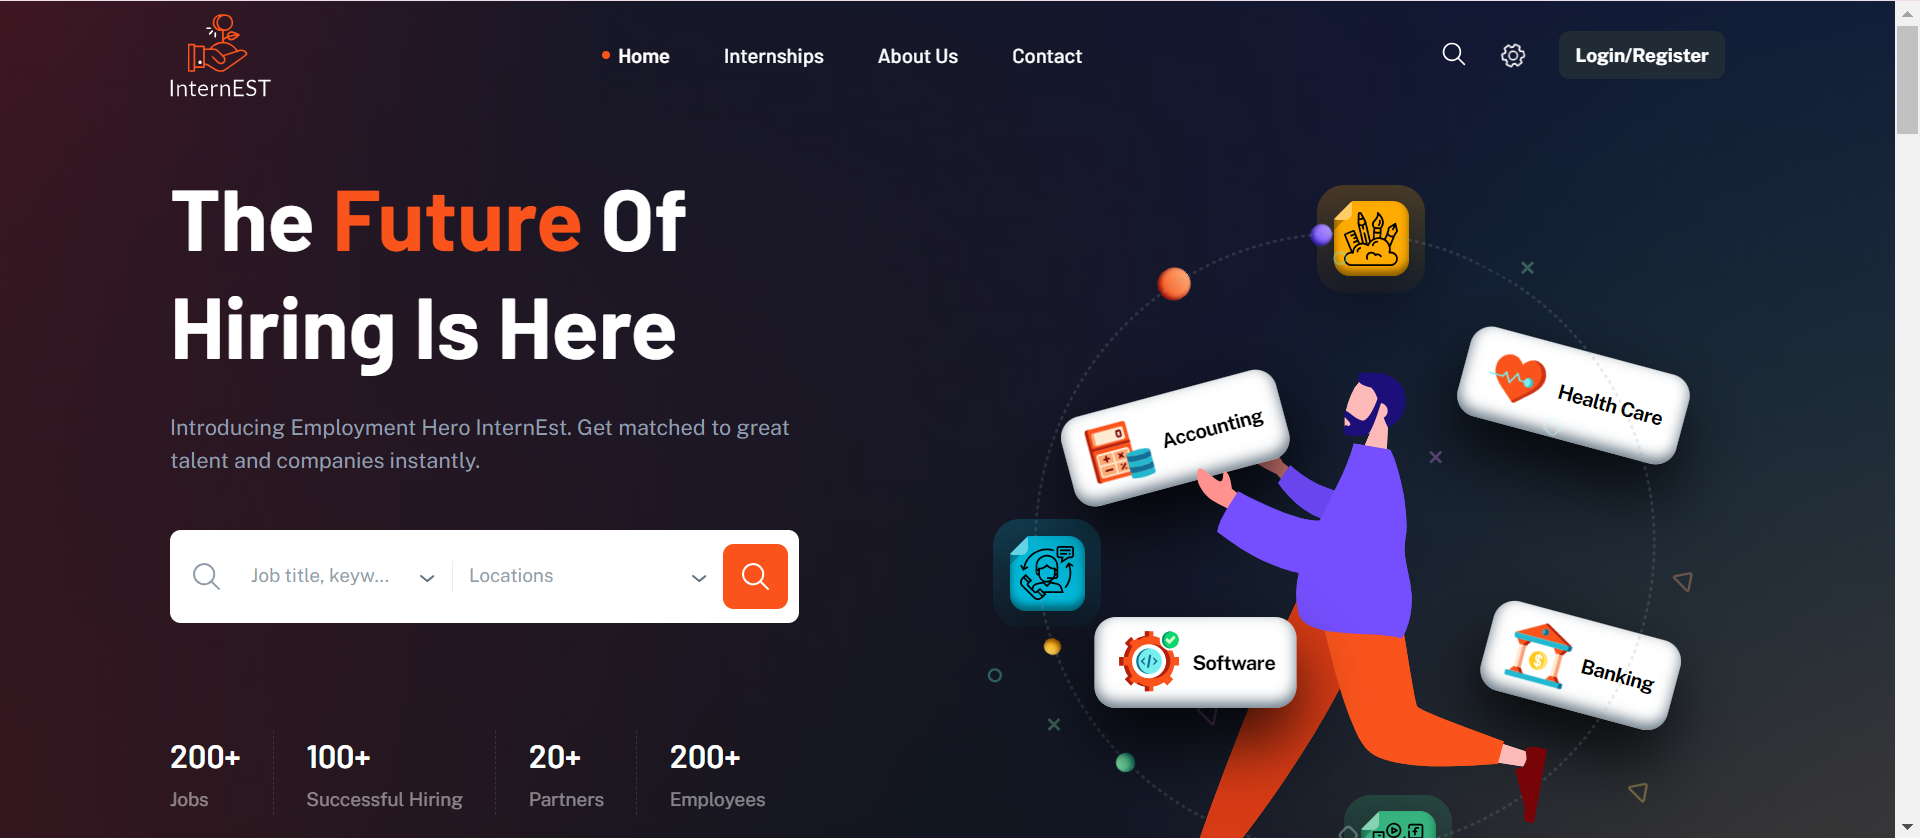 InternEST
Home
Internships
About Us
Contact
Login/Register
The Future Of
Hiring Is Here
Introducing Employment Hero InternEst. Get matched to great
talent and companies instantly.
Job title, keyw...
Locations
200+
Jobs
100+
Successful Hiring
20+
Partners
200+
Employees
Accounting
Health Care
Software
Banking